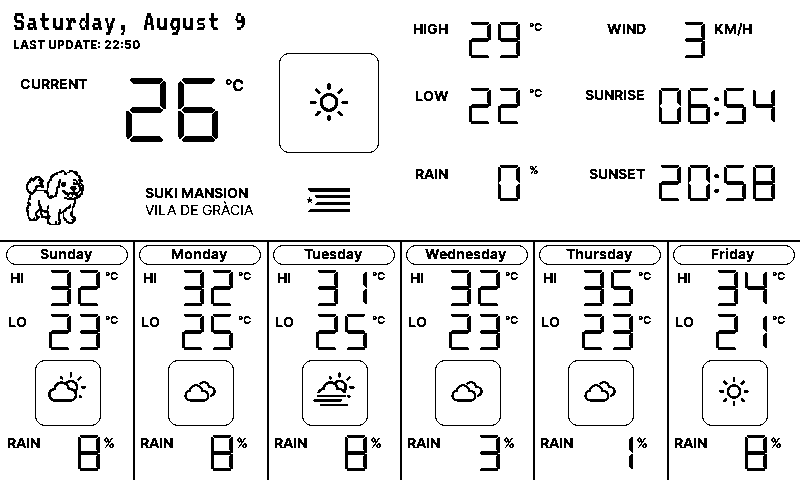 Saturday, August 9
LAST UPDATE: 22:50
CURRENT 26 °C
HIGH 29 °C
LOW 22 °C
RAIN 0 %
WIND 3 KM/H
SUNRISE 06:54
SUNSET 20:58
SUKI MANSION
VILA DE GRÀCIA
Sunday
HI 32 °C
LO 23 °C
RAIN 8 %
Monday
HI 32 °C
LO 25 °C
RAIN 8 %
Tuesday
HI 31 °C
LO 25 °C
RAIN 8 %
Wednesday
HI 32 °C
LO 23 °C
RAIN 3 %
Thursday
HI 35 °C
LO 23 °C
RAIN 1 %
Friday
HI 34 °C
LO 21 °C
RAIN 8 %